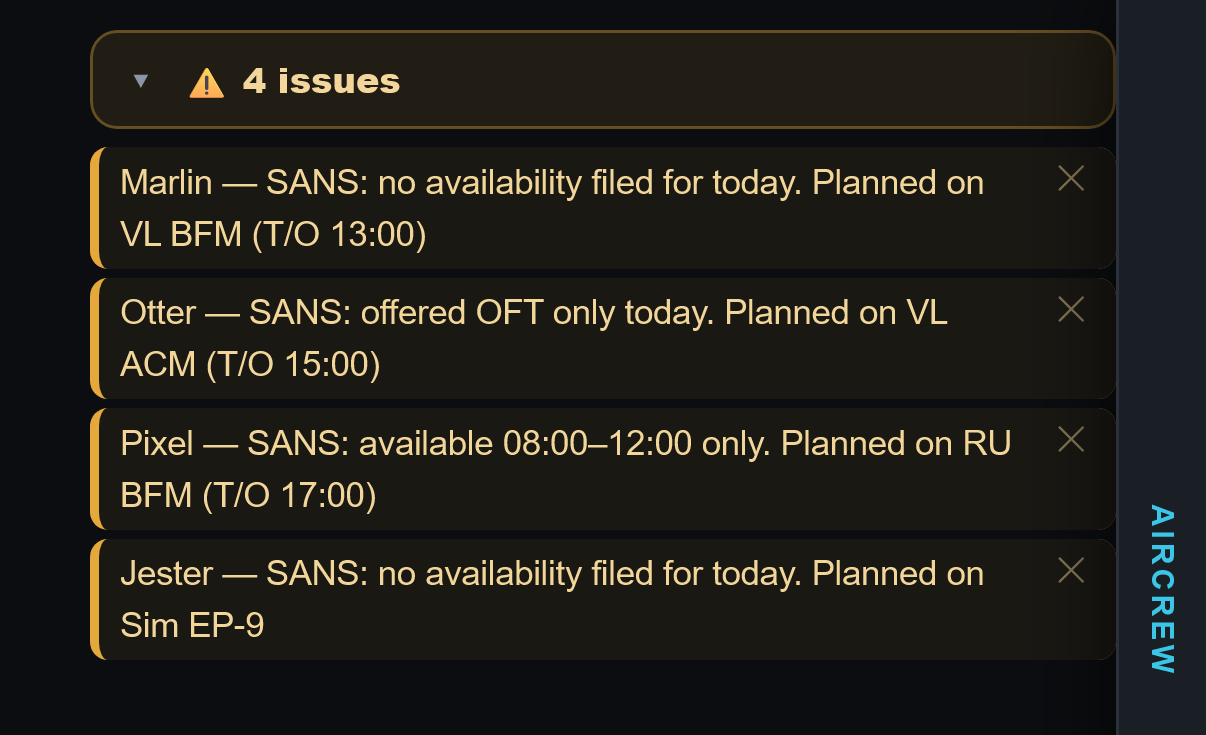 ▼ ⚠️ 4 issues
Marlin — SANS: no availability filed for today. Planned on
VL BFM (T/O 13:00)
Otter — SANS: offered OFT only today. Planned on VL
ACM (T/O 15:00)
Pixel — SANS: available 08:00–12:00 only. Planned on RU
BFM (T/O 17:00)
Jester — SANS: no availability filed for today. Planned on
Sim EP-9
AIRCREW